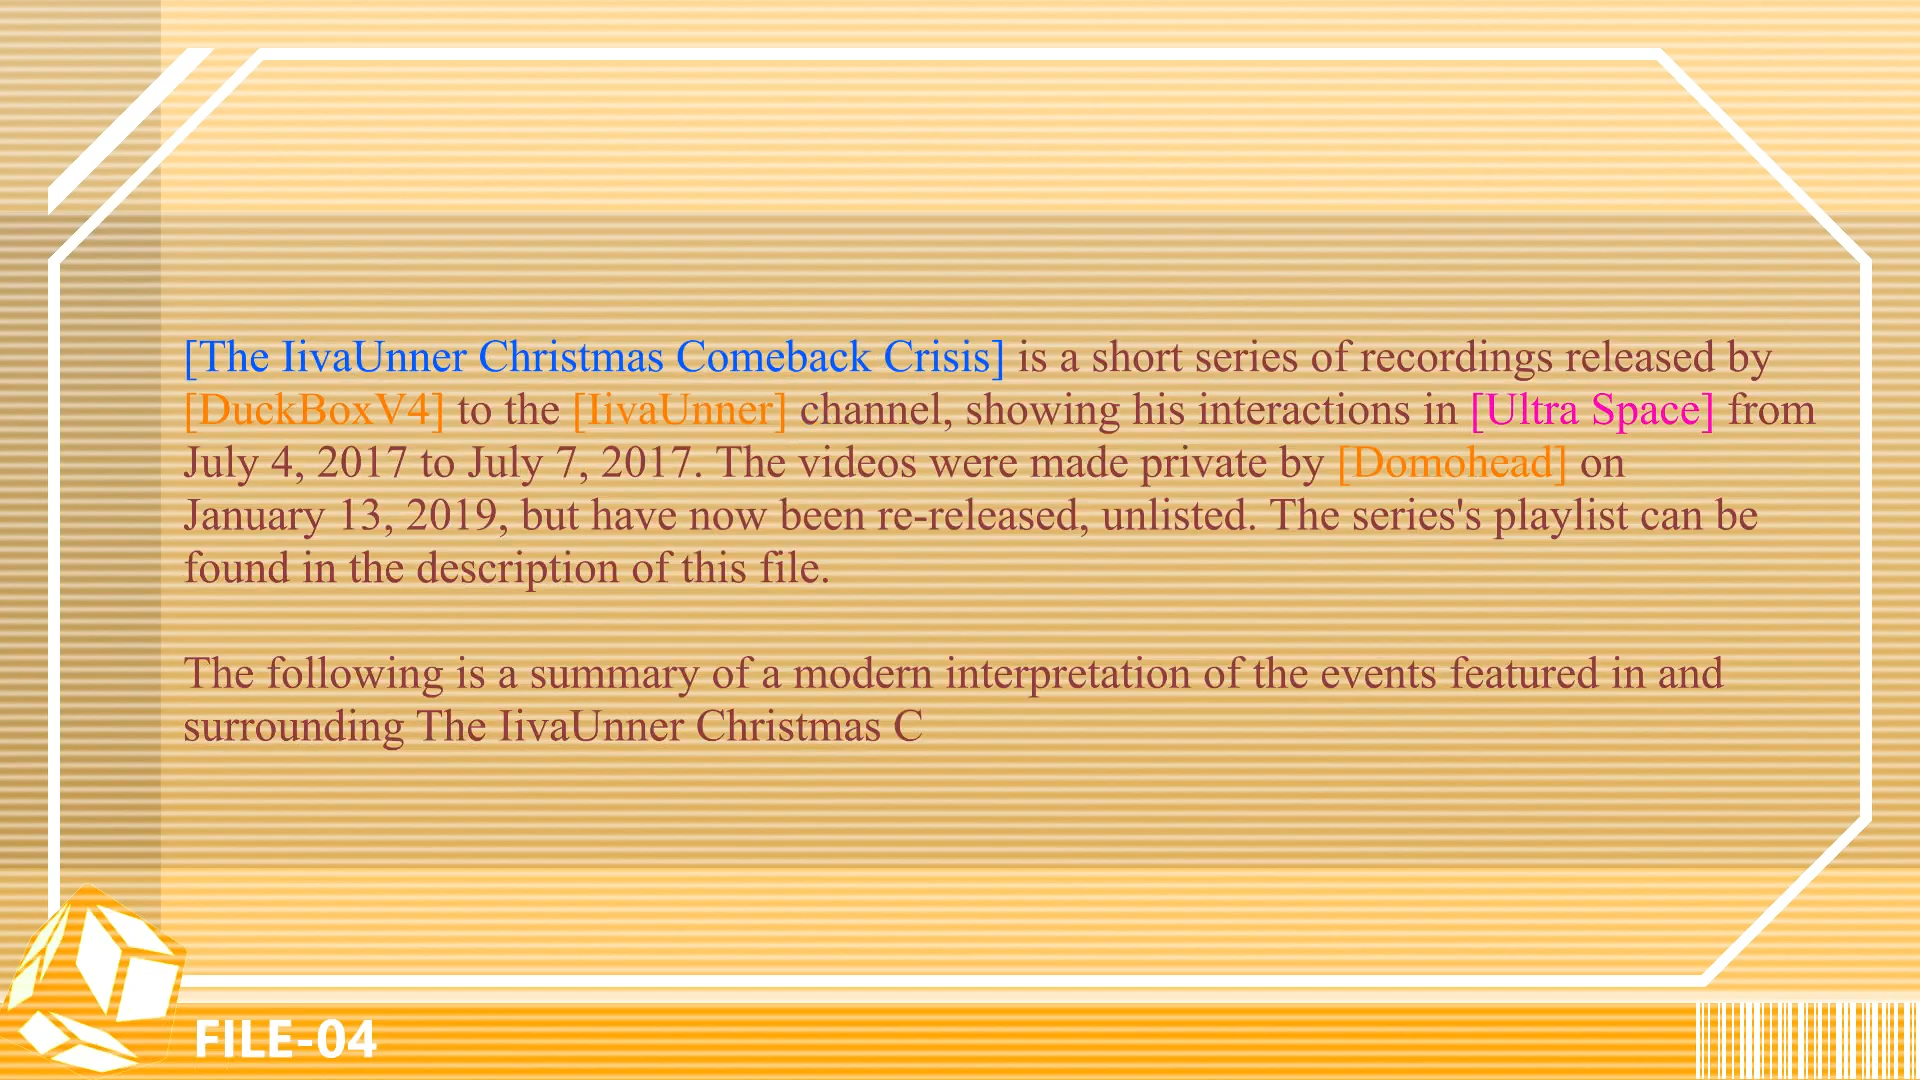 [The IivaUnner Christmas Comeback Crisis] is a short series of recordings released by
[DuckBoxV4] to the [IivaUnner] channel, showing his interactions in [Ultra Space] from
July 4, 2017 to July 7, 2017. The videos were made private by [Domohead] on
January 13, 2019, but have now been re-released, unlisted. The series's playlist can be
found in the description of this file.
The following is a summary of a modern interpretation of the events featured in and
surrounding The IivaUnner Christmas C
FILE-04